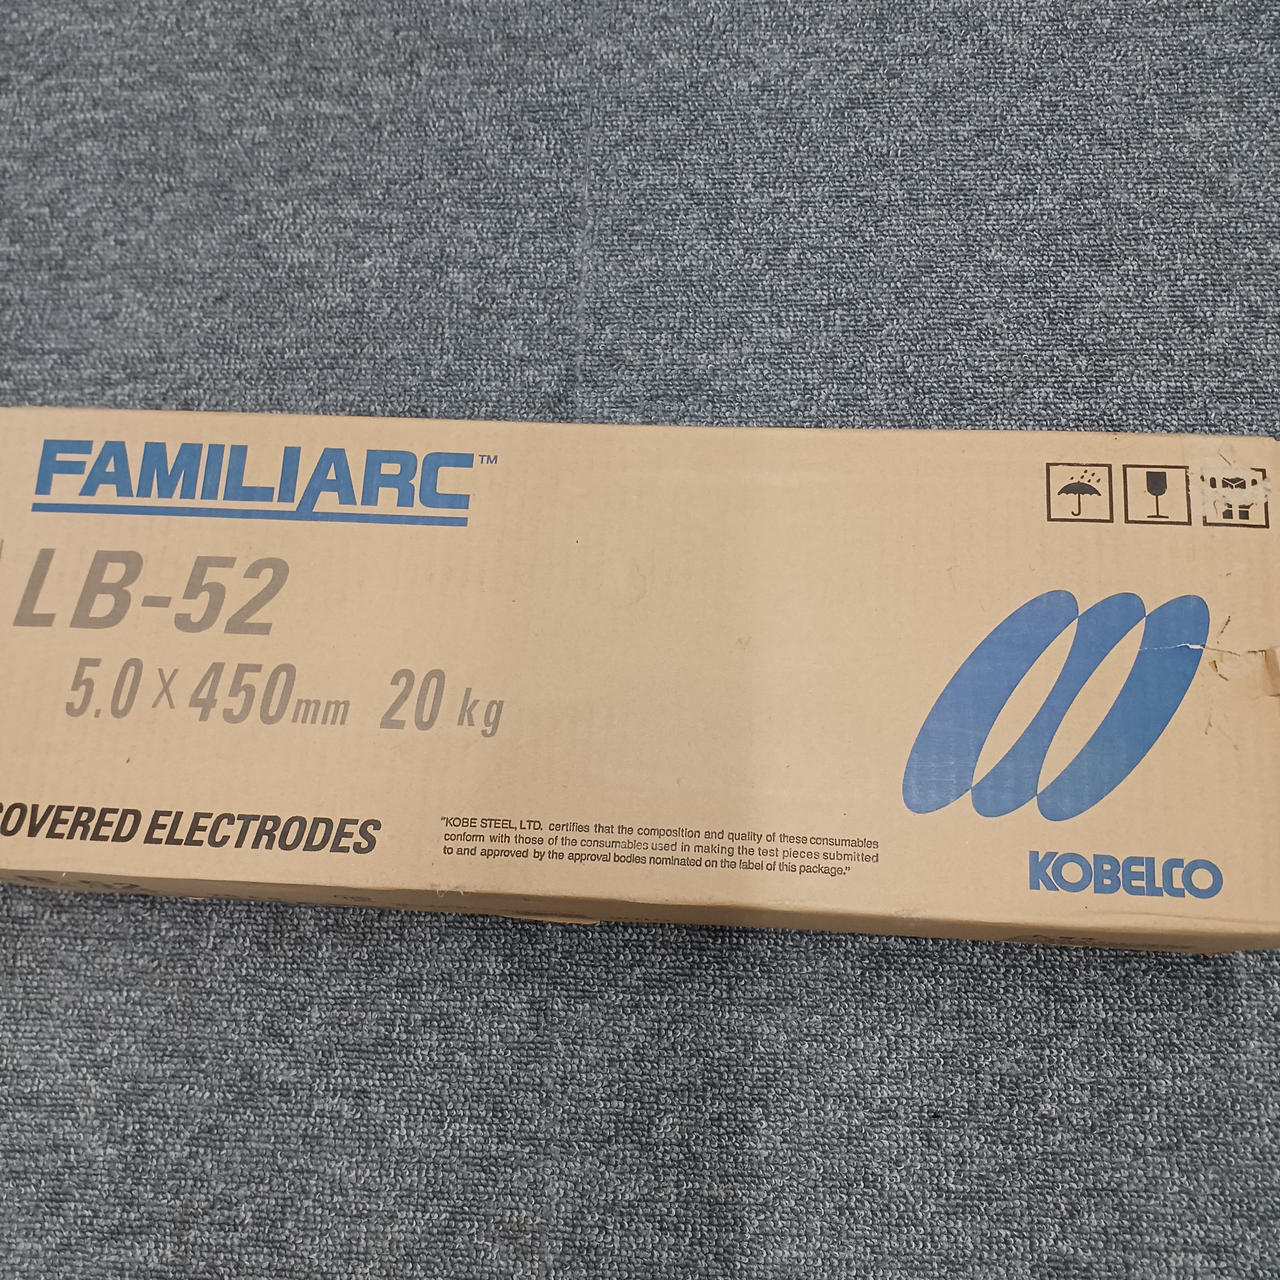 FAMILIARC™
LB-52
5.0 × 450mm 20 kg
COVERED ELECTRODES
"KOBE STEEL, LTD. certifies that the composition and quality of these consumables
conform with those of the consumables used in making the test pieces submitted
to and approved by the approval bodies nominated on the label of this package."
KOBELCO